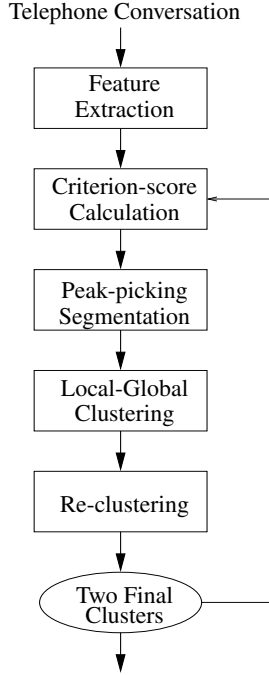 Telephone Conversation
Feature
Extraction
Criterion-score
Calculation
Peak-picking
Segmentation
Local-Global
Clustering
Re-clustering
Two Final
Clusters